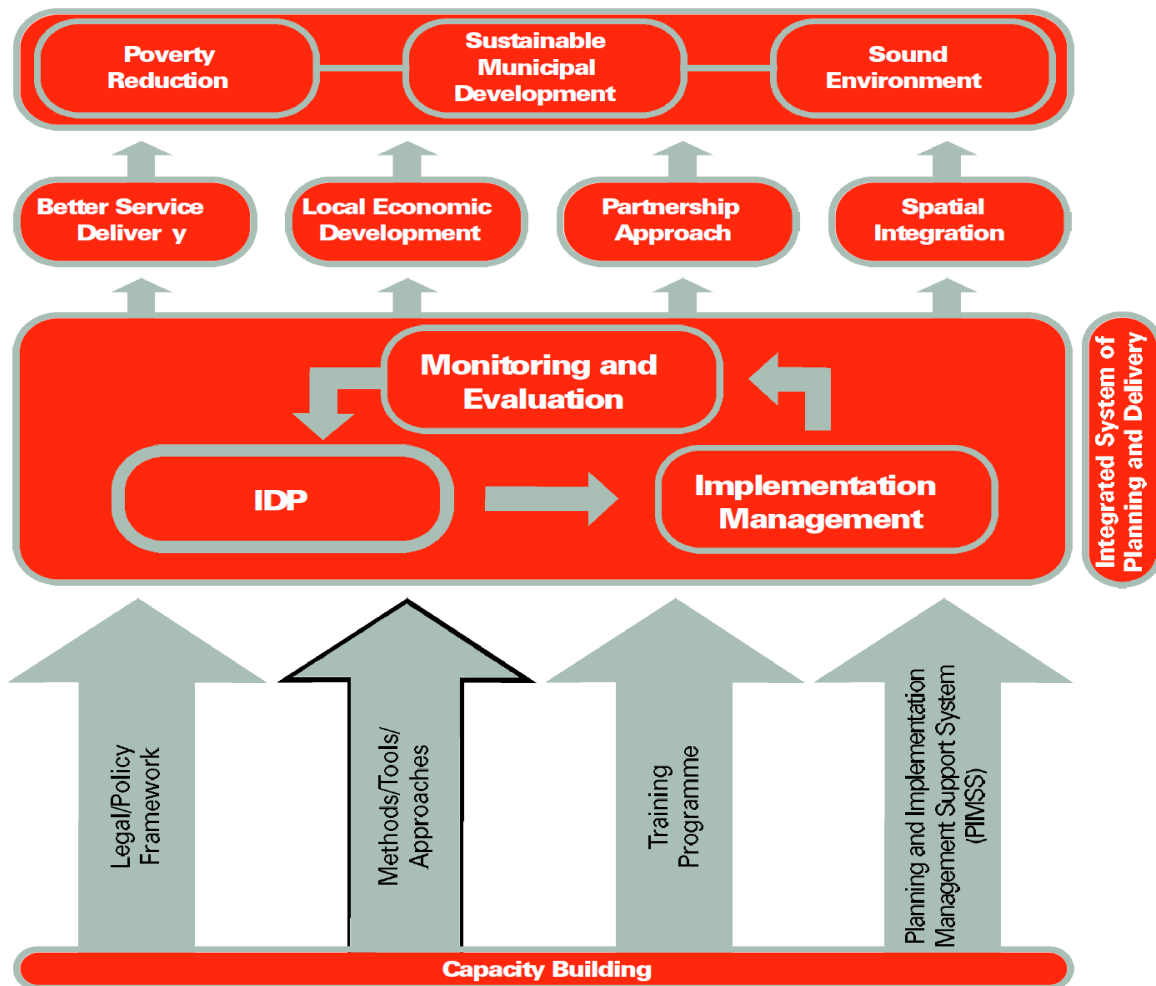 Poverty
Reduction
Sustainable
Municipal
Development
Sound
Environment
Better Service
Deliver y
Local Economic
Development
Partnership
Approach
Spatial
Integration
Monitoring and
Evaluation
IDP
Implementation
Management
Integrated System of
Planning and Delivery
Legal/Policy
Framework
Methods/Tools/
Approaches
Training
Programme
Planning and Implementation
Management Support System
(PIMSS)
Capacity Building